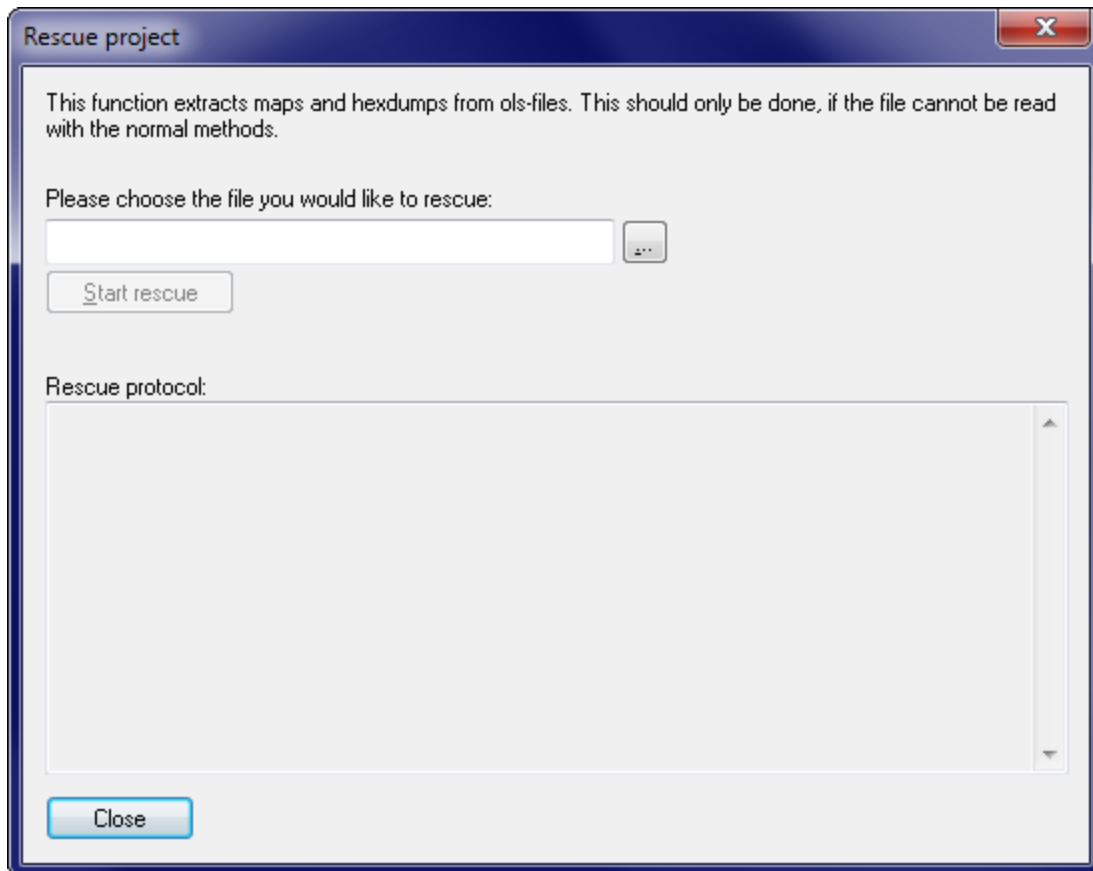 Rescue project
This function extracts maps and hexdumps from ols-files. This should only be done, if the file cannot be read
with the normal methods.
Please choose the file you would like to rescue:
...
Start rescue
Rescue protocol:
Close